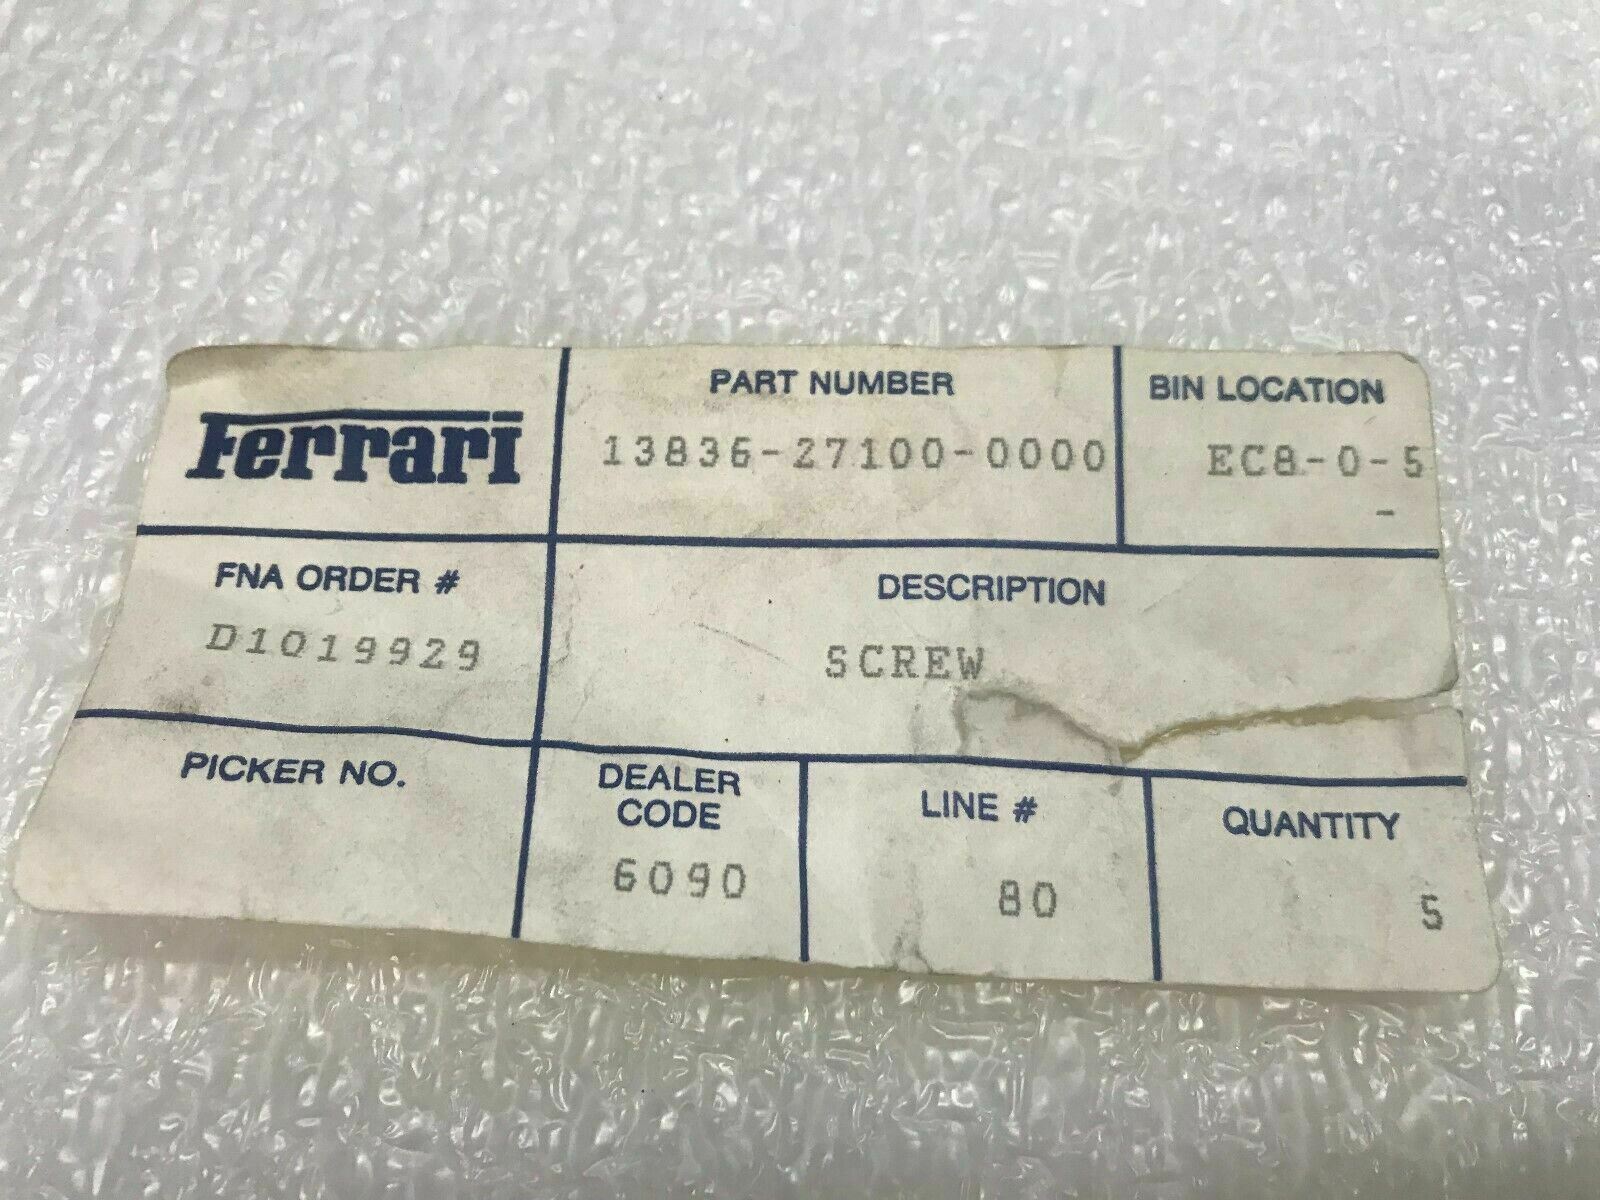 Ferrari
PART NUMBER
13836-27100-0000
BIN LOCATION
EC8-0-5
-
FNA ORDER #
D1019929
DESCRIPTION
SCREW
PICKER NO.
DEALER
CODE
6090
LINE #
80
QUANTITY
5